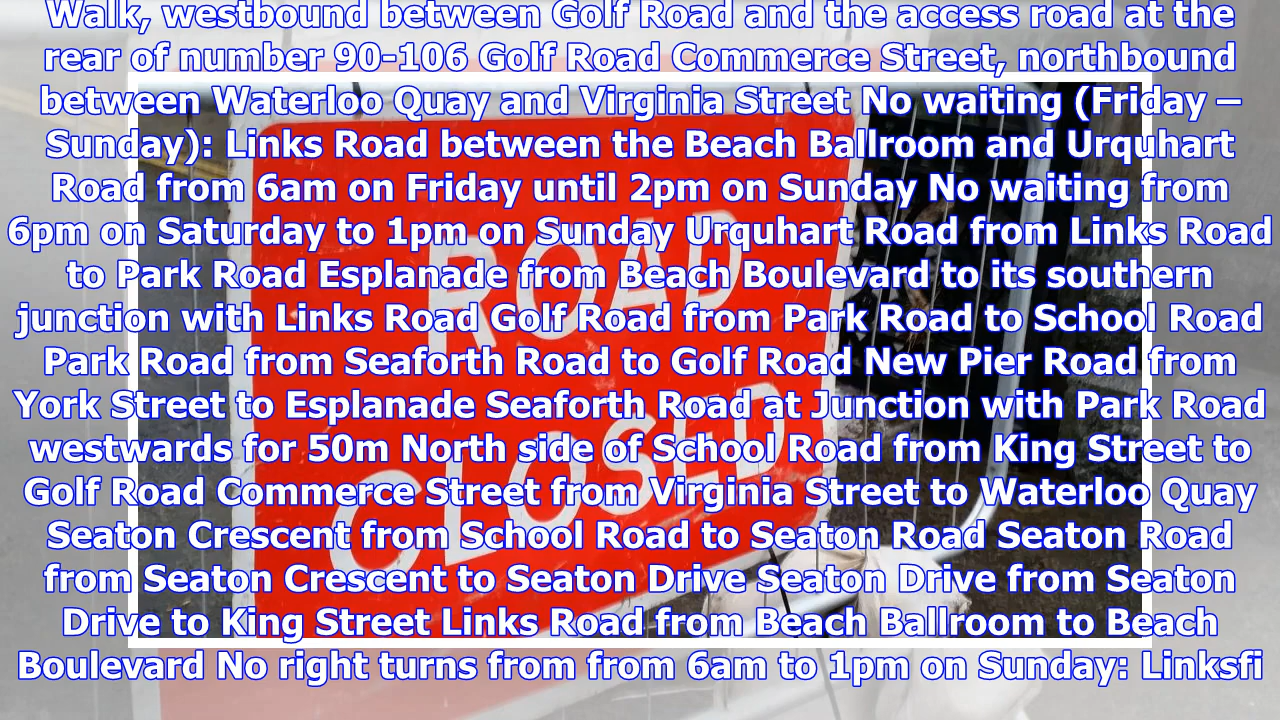 Walk, westbound between Golf Road and the access road at the
rear of number 90-106 Golf Road Commerce Street, northbound
between Waterloo Quay and Virginia Street No waiting (Friday –
Sunday): Links Road between the Beach Ballroom and Urquhart
Road from 6am on Friday until 2pm on Sunday No waiting from
6pm on Saturday to 1pm on Sunday Urquhart Road from Links Road
to Park Road Esplanade from Beach Boulevard to its southern
junction with Links Road Golf Road from Park Road to School Road
Park Road from Seaforth Road to Golf Road New Pier Road from
York Street to Esplanade Seaforth Road at Junction with Park Road
westwards for 50m North side of School Road from King Street to
Golf Road Commerce Street from Virginia Street to Waterloo Quay
Seaton Crescent from School Road to Seaton Road Seaton Road
from Seaton Crescent to Seaton Drive Seaton Drive from Seaton
Drive to King Street Links Road from Beach Ballroom to Beach
Boulevard No right turns from from 6am to 1pm on Sunday: Linksfi
ROAD
CLOSED